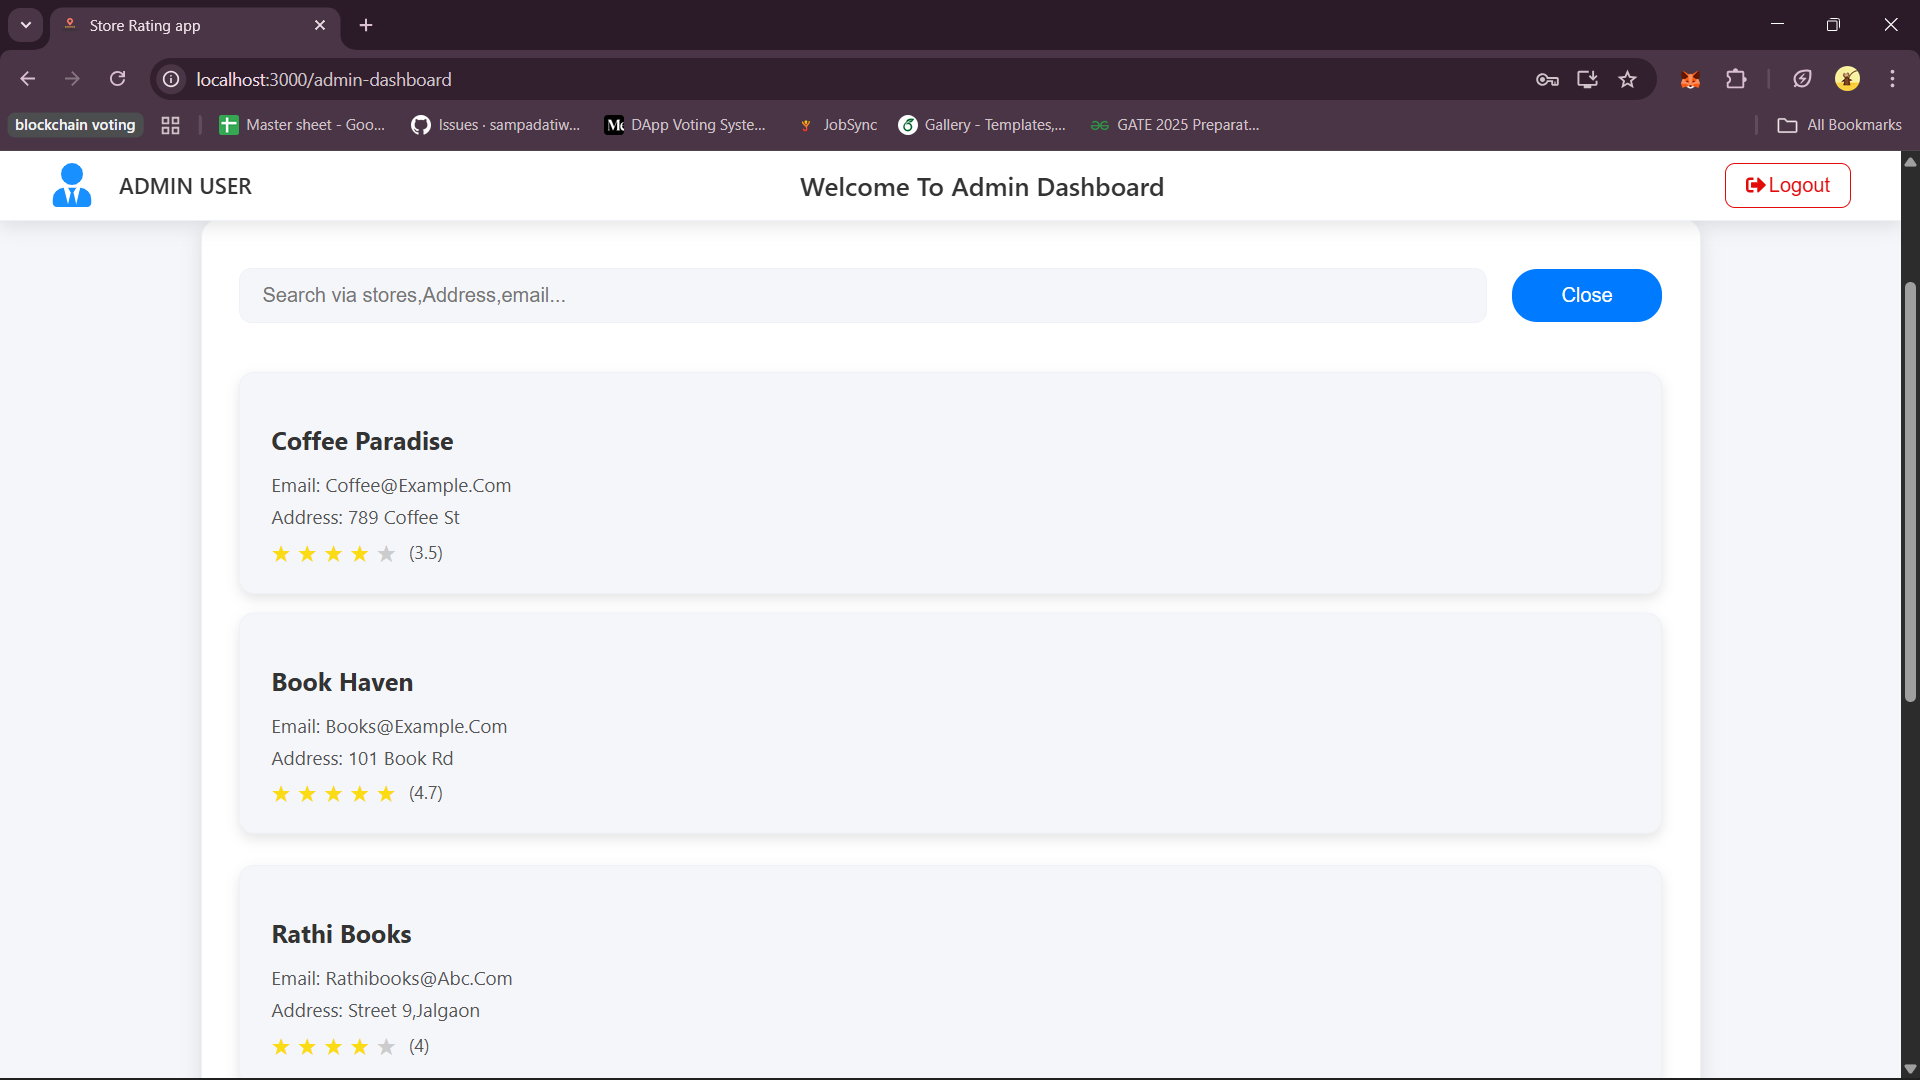 Store Rating app
localhost:3000/admin-dashboard
blockchain voting
Master sheet - Goo...
Issues · sampadatiw...
DApp Voting Syste...
JobSync
Gallery - Templates,...
GATE 2025 Preparat...
All Bookmarks
ADMIN USER
Welcome To Admin Dashboard
Logout
Search via stores,Address,email...
Close
Coffee Paradise
Email: Coffee@Example.Com
Address: 789 Coffee St
★ ★ ★ ★ ★ (3.5)
Book Haven
Email: Books@Example.Com
Address: 101 Book Rd
★ ★ ★ ★ ★ (4.7)
Rathi Books
Email: Rathibooks@Abc.Com
Address: Street 9,Jalgaon
★ ★ ★ ★ ★ (4)